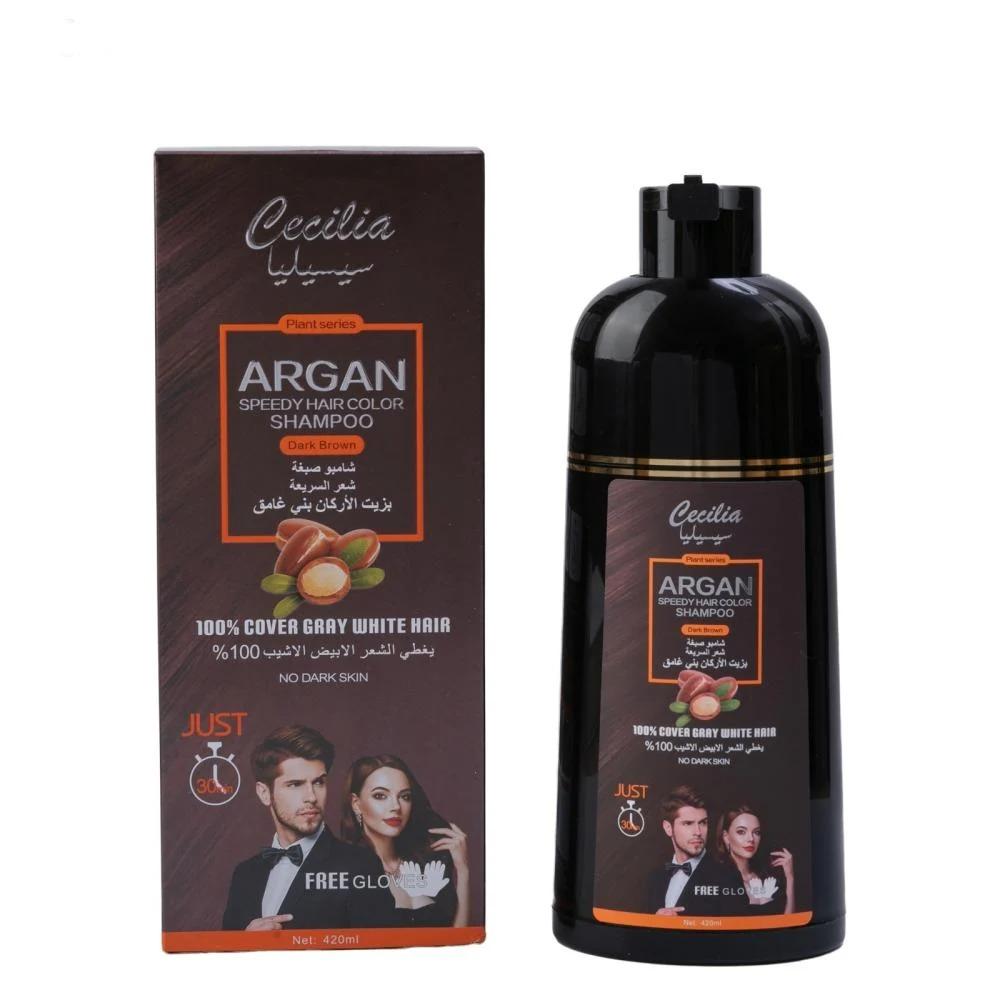 Cecilia
سيسيليا
Plant series
ARGAN
SPEEDY HAIR COLOR
SHAMPOO
Dark Brown
شامبو صبغة
شعر السريعة
بزيت الأركان بني غامق
100% COVER GRAY WHITE HAIR
يغطي الشعر الابيض الاشيب 100%
NO DARK SKIN
JUST
30min
FREE GLOVES
Net: 420ml
Cecilia
سيسيليا
Plant series
ARGAN
SPEEDY HAIR COLOR
SHAMPOO
Dark Brown
شامبو صبغة
شعر السريعة
بزيت الأركان بني غامق
100% COVER GRAY WHITE HAIR
يغطي الشعر الابيض الاشيب 100%
NO DARK SKIN
JUST
30min
FREE GLOVES
Net: 420ml